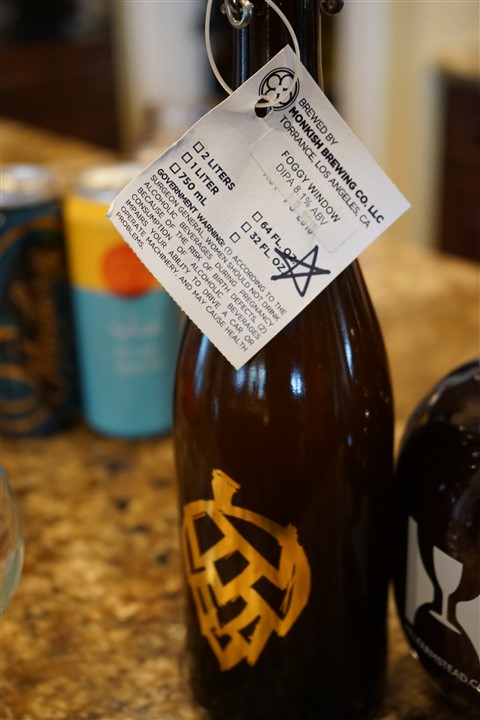 BREWED BY
MONKISH BREWING CO. LLC
TORRANCE, LOS ANGELES, CA
FOGGY WINDOW
DIPA 8.1% ABV
2 LITERS
1 LITER
750 mL
64 FL OZ
32 FL OZ
GOVERNMENT WARNING: (1) ACCORDING TO THE
SURGEON GENERAL, WOMEN SHOULD NOT DRINK
ALCOHOLIC BEVERAGES DURING PREGNANCY
BECAUSE OF THE RISK OF BIRTH DEFECTS. (2)
CONSUMPTION OF ALCOHOLIC BEVERAGES
IMPAIRS YOUR ABILITY TO DRIVE A CAR OR
OPERATE MACHINERY AND MAY CAUSE HEALTH
PROBLEMS.